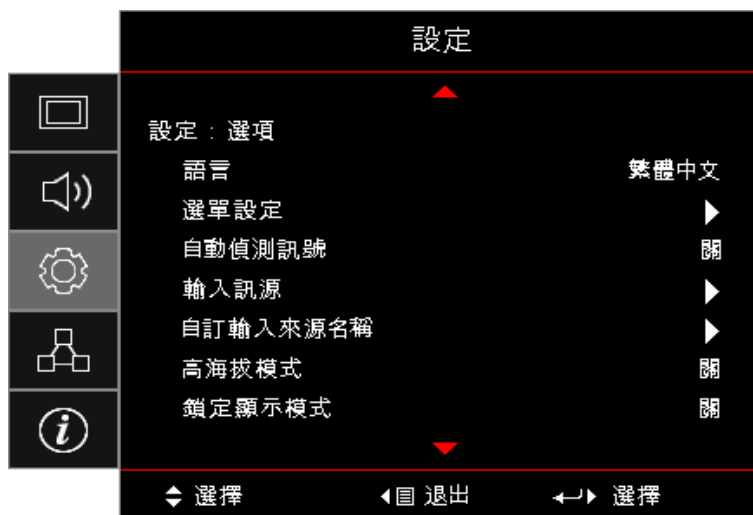 設定
設定：選項
語言 繁體中文
選單設定
自動偵測訊號 關
輸入訊源
自訂輸入來源名稱
高海拔模式 關
鎖定顯示模式 關
選擇 退出 選擇